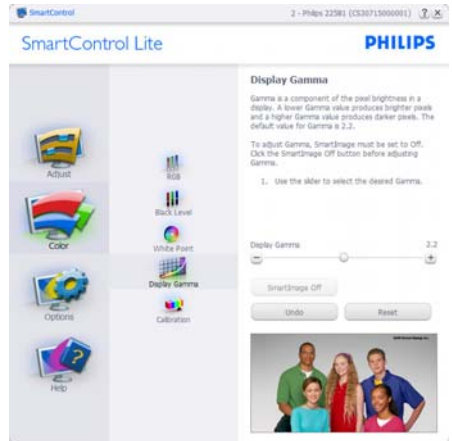 SmartControl
2 - Philips 225B1 (CS30715000001)
SmartControl Lite
PHILIPS
Adjust
Color
Options
Help
RGB
Black Level
White Point
Display Gamma
Calibration
Display Gamma
Gamma is a component of the pixel brightness in a
display. A lower Gamma value produces brighter pixels
and a higher Gamma value produces darker pixels. The
default value for Gamma is 2.2.
To adjust Gamma, SmartImage must be set to Off.
Click the SmartImage Off button before adjusting
Gamma.
1. Use the slider to select the desired Gamma.
Display Gamma 2.2
SmartImage Off
Undo Reset